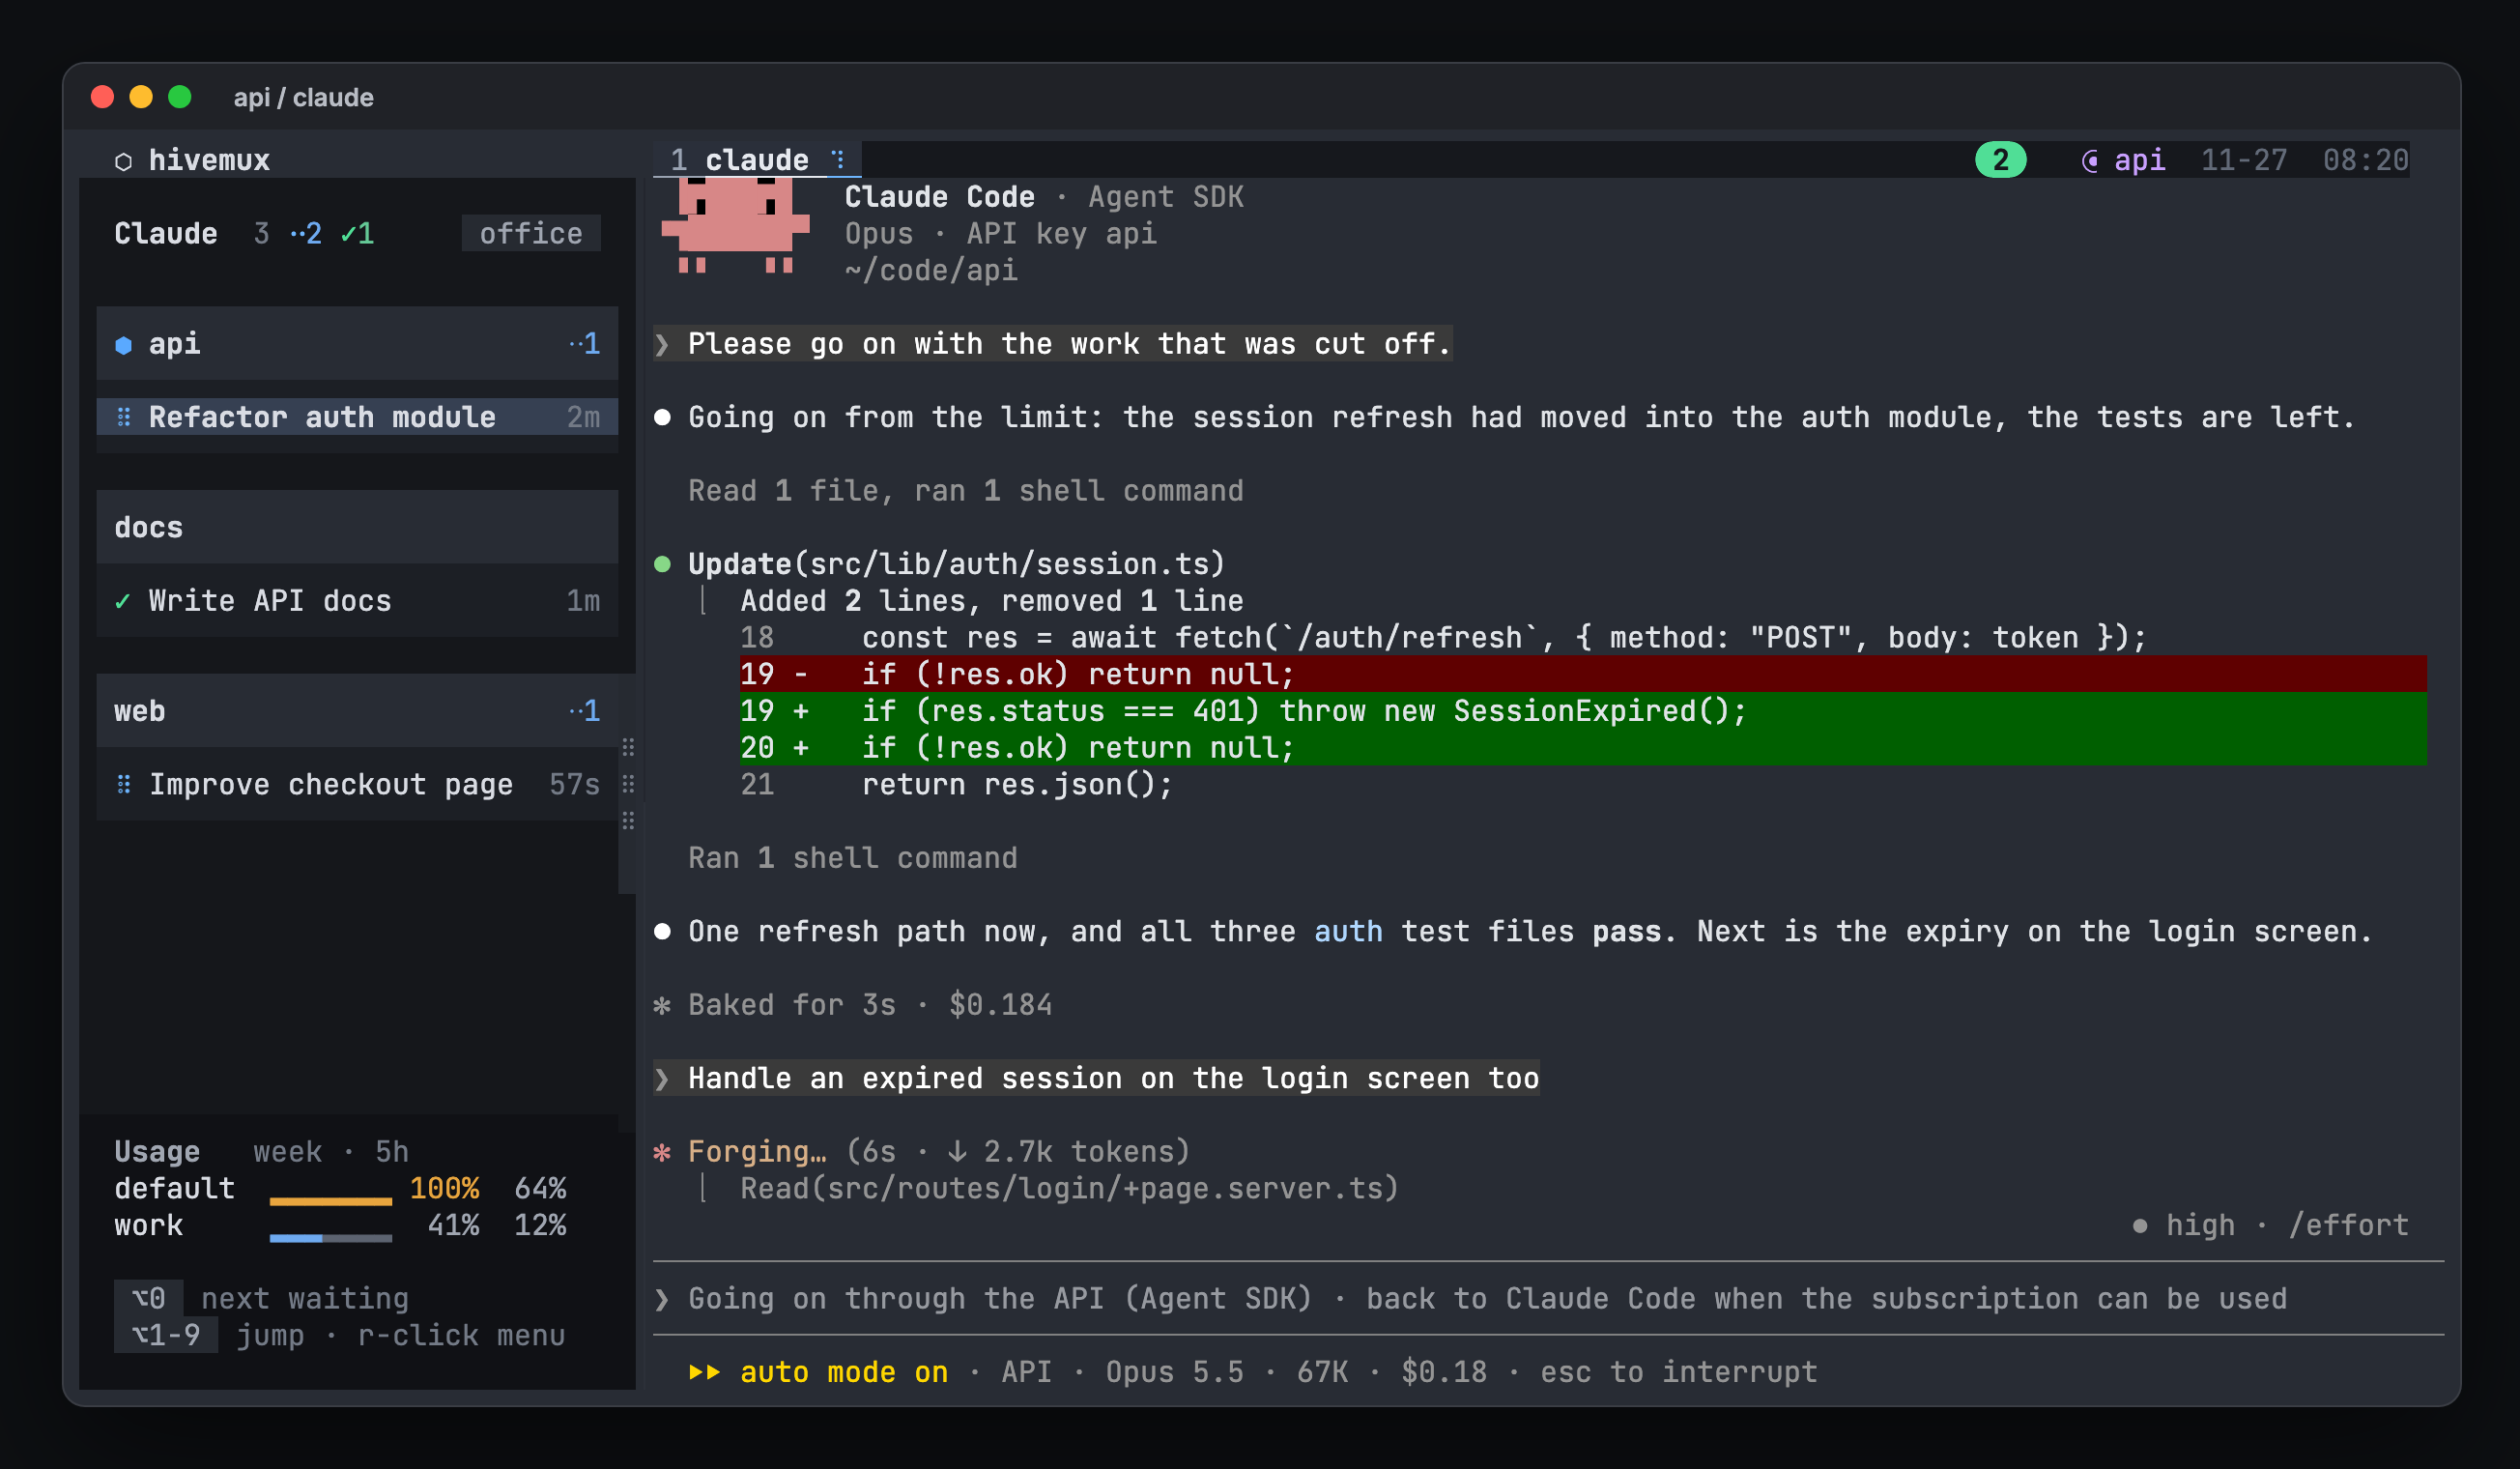 api / claude
hivemux
Claude 3 ··2 ✓1 office
api ··1
Refactor auth module 2m
docs
✓ Write API docs 1m
web ··1
Improve checkout page 57s
Usage week · 5h
default 100% 64%
work 41% 12%
⌥0 next waiting
⌥1-9 jump · r-click menu
1 claude
2 api 11-27 08:20
Claude Code · Agent SDK
Opus · API key api
~/code/api
❯ Please go on with the work that was cut off.
● Going on from the limit: the session refresh had moved into the auth module, the tests are left.
Read 1 file, ran 1 shell command
● Update(src/lib/auth/session.ts)
⎣ Added 2 lines, removed 1 line
18 const res = await fetch(`/auth/refresh`, { method: "POST", body: token });
19 - if (!res.ok) return null;
19 + if (res.status === 401) throw new SessionExpired();
20 + if (!res.ok) return null;
21 return res.json();
Ran 1 shell command
● One refresh path now, and all three auth test files pass. Next is the expiry on the login screen.
✻ Baked for 3s · $0.184
❯ Handle an expired session on the login screen too
✻ Forging… (6s · ↓ 2.7k tokens)
⎣ Read(src/routes/login/+page.server.ts)
● high · /effort
❯ Going on through the API (Agent SDK) · back to Claude Code when the subscription can be used
⏵⏵ auto mode on · API · Opus 5.5 · 67K · $0.18 · esc to interrupt